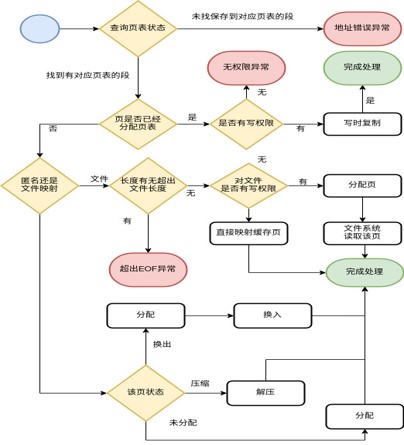 查询页表状态
未找保存到对应页表的段
地址错误异常
找到有对应页表的段
无权限异常
完成处理
无
是
页是否已经
分配页表
是
是否有写权限
有
写时复制
否
匿名还是
文件映射
文件
长度有无超出
文件长度
无
对文件
是否有写权限
无
有
分配页
有
直接映射缓存页
文件系统
读取该页
超出EOF异常
完成处理
分配
换入
换出
该页状态
压缩
解压
未分配
分配